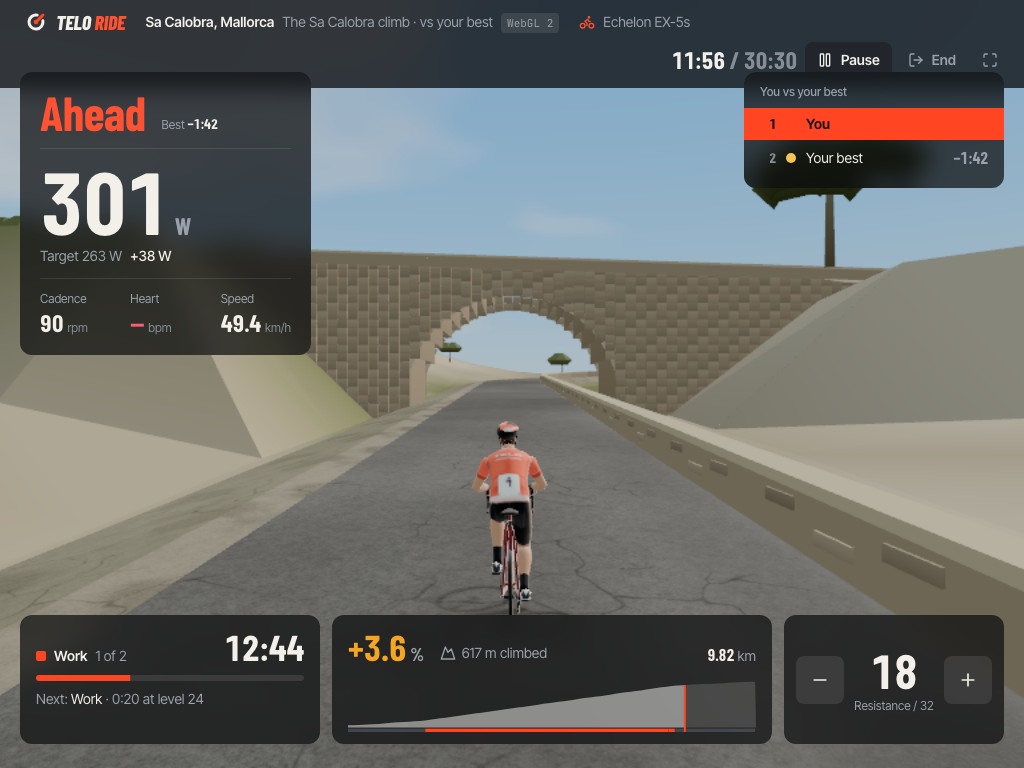 TELO RIDE Sa Calobra, Mallorca The Sa Calobra climb · vs your best WebGL 2 Echelon EX-5s
11:56 / 30:30 Pause End
Ahead Best −1:42
301 W
Target 263 W +38 W
Cadence Heart Speed
90 rpm – bpm 49.4 km/h
You vs your best
1 You
2 Your best −1:42
4
Work 1 of 2 12:44
Next: Work · 0:20 at level 24
+3.6 % 617 m climbed 9.82 km
− 18 +
Resistance / 32